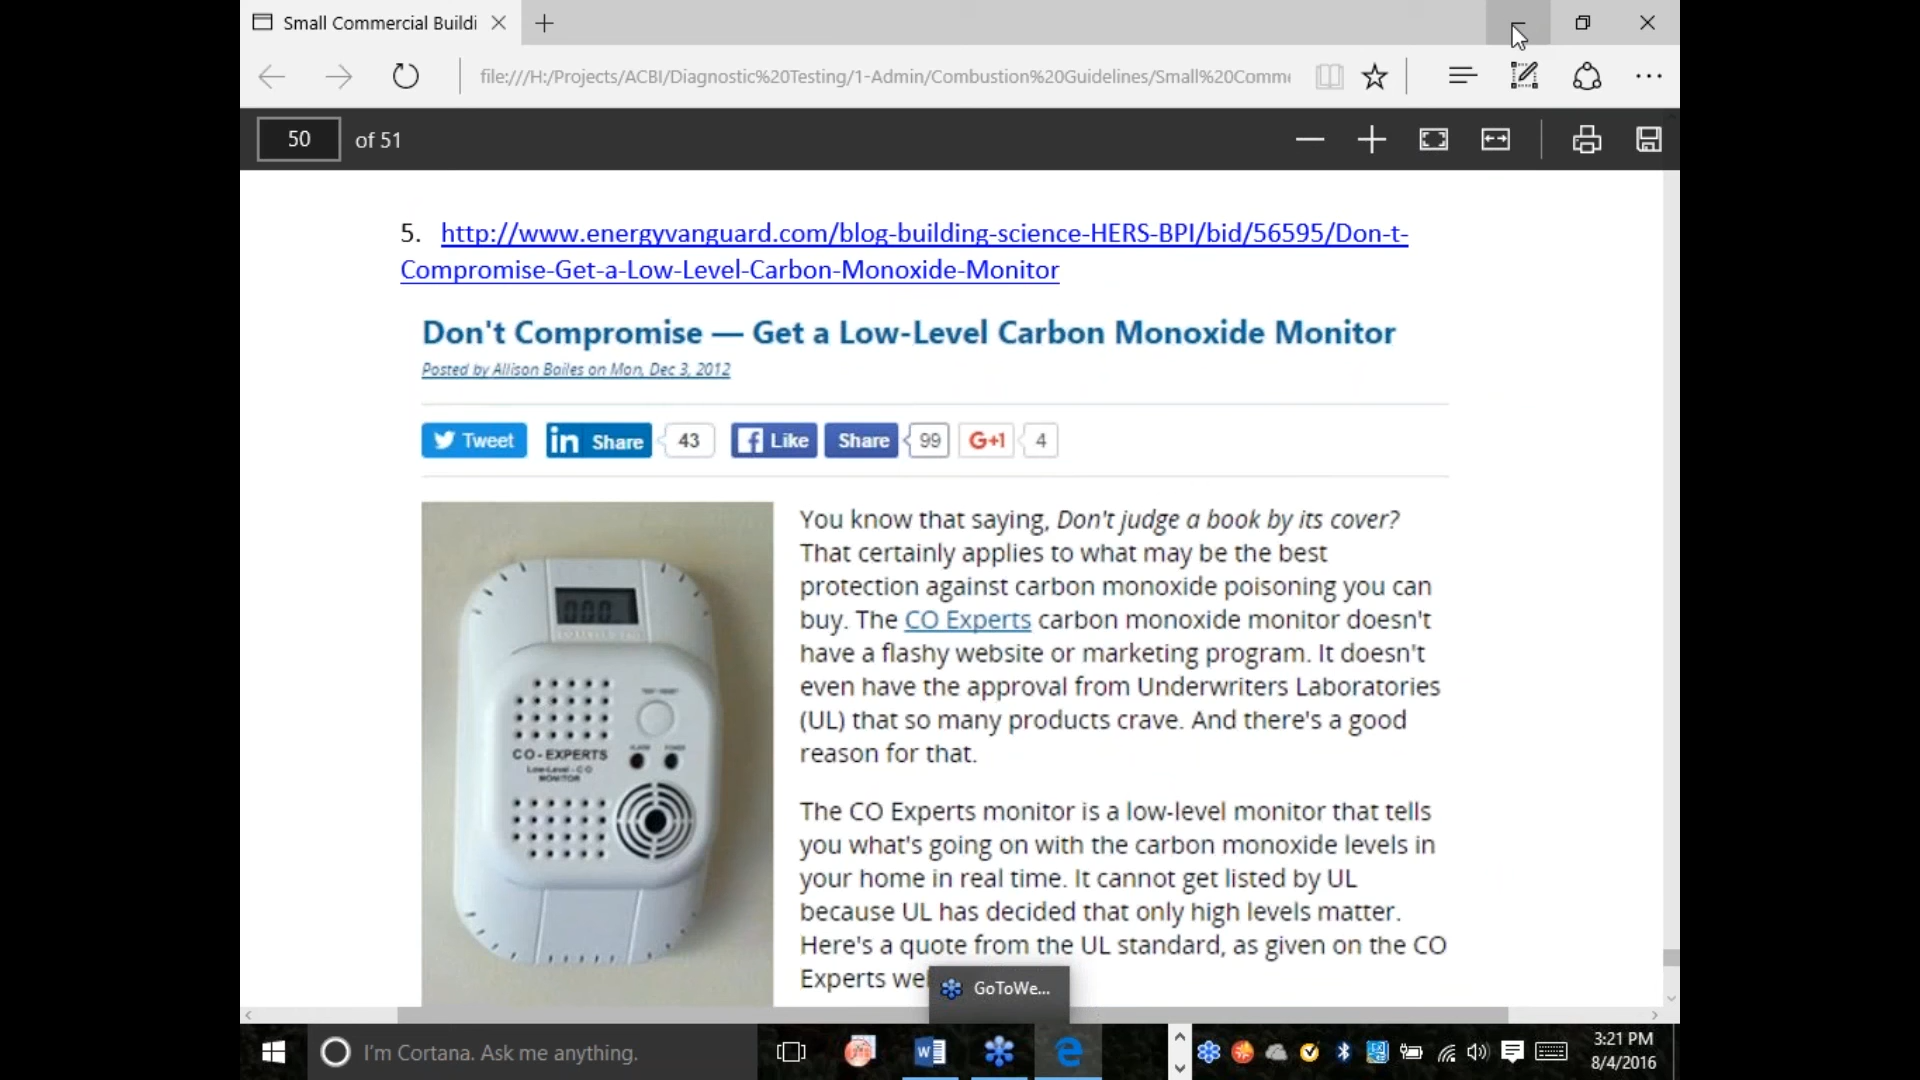 Small Commercial Buildi
file:///H:/Projects/ACBI/Diagnostic%20Testing/1-Admin/Combustion%20Guidelines/Small%20Comme
50 of 51
5. http://www.energyvanguard.com/blog-building-science-HERS-BPI/bid/56595/Don-t-
Compromise-Get-a-Low-Level-Carbon-Monoxide-Monitor
Don't Compromise — Get a Low-Level Carbon Monoxide Monitor
Posted by Allison Bailes on Mon, Dec 3, 2012
Tweet in Share 43 f Like Share 99 G+1 4
You know that saying, Don't judge a book by its cover?
That certainly applies to what may be the best
protection against carbon monoxide poisoning you can
buy. The CO Experts carbon monoxide monitor doesn't
have a flashy website or marketing program. It doesn't
even have the approval from Underwriters Laboratories
(UL) that so many products crave. And there's a good
reason for that.
The CO Experts monitor is a low-level monitor that tells
you what's going on with the carbon monoxide levels in
your home in real time. It cannot get listed by UL
because UL has decided that only high levels matter.
Here's a quote from the UL standard, as given on the CO
Experts we
000
CO-EXPERTS
Low-Level-CO
MONITOR
GoToWe...
I'm Cortana. Ask me anything.
3:21 PM
8/4/2016